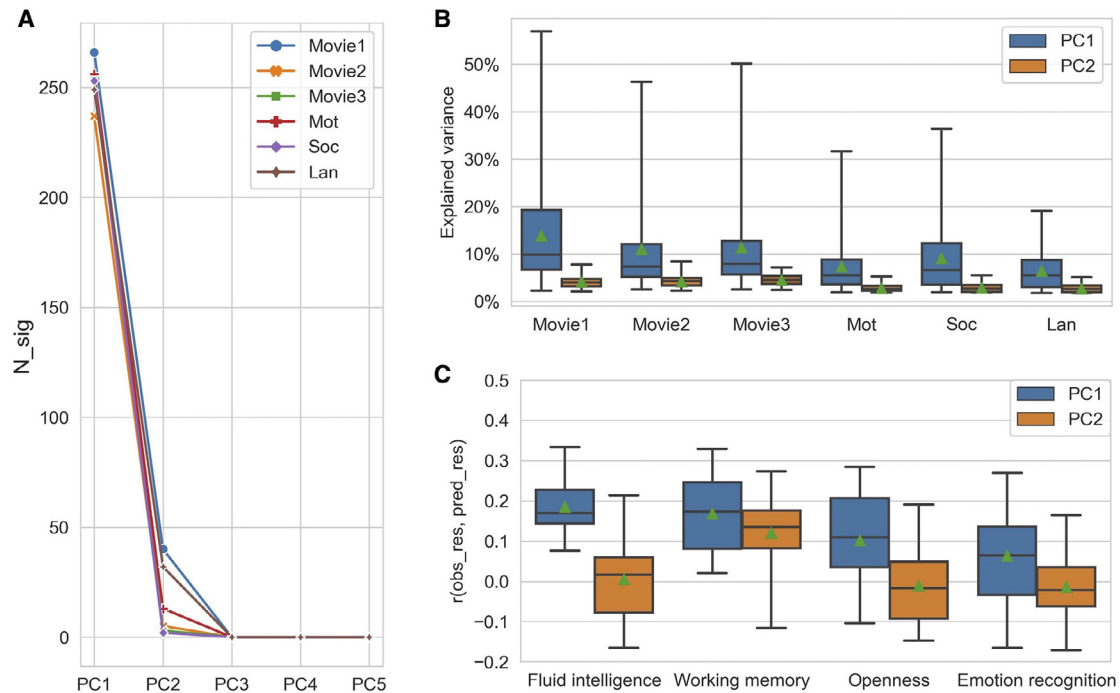 A
N_sig
250
200
150
100
50
0
PC1 PC2 PC3 PC4 PC5
Movie1
Movie2
Movie3
Mot
Soc
Lan
B
Explained variance
50%
40%
30%
20%
10%
0%
Movie1 Movie2 Movie3 Mot Soc Lan
PC1
PC2
C
r(obs_res, pred_res)
0.5
0.4
0.3
0.2
0.1
0.0
−0.1
−0.2
Fluid intelligence Working memory Openness Emotion recognition
PC1
PC2